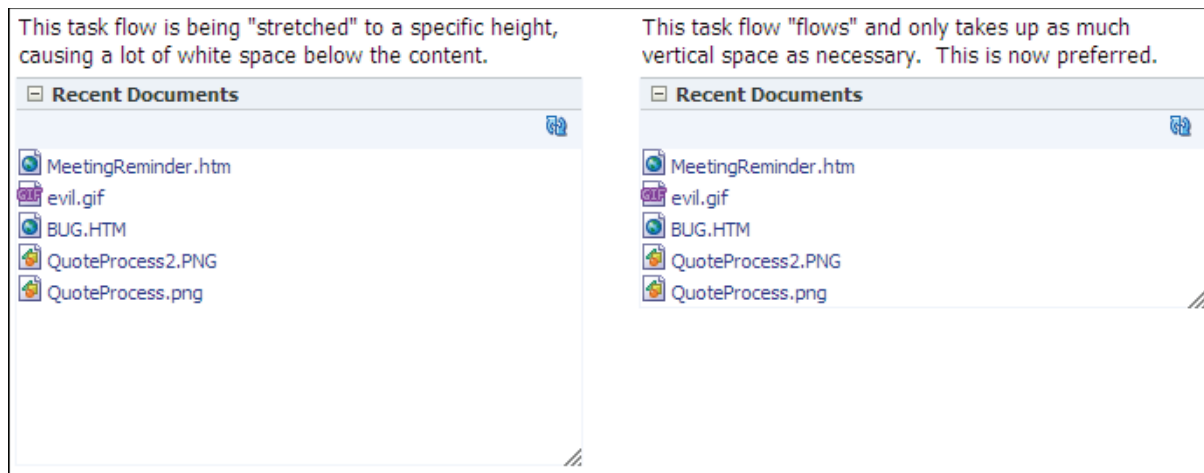 This task flow is being "stretched" to a specific height,
causing a lot of white space below the content.
Recent Documents
MeetingReminder.htm
GIF evil.gif
BUG.HTM
QuoteProcess2.PNG
QuoteProcess.png
This task flow "flows" and only takes up as much
vertical space as necessary.  This is now preferred.
Recent Documents
MeetingReminder.htm
GIF evil.gif
BUG.HTM
QuoteProcess2.PNG
QuoteProcess.png